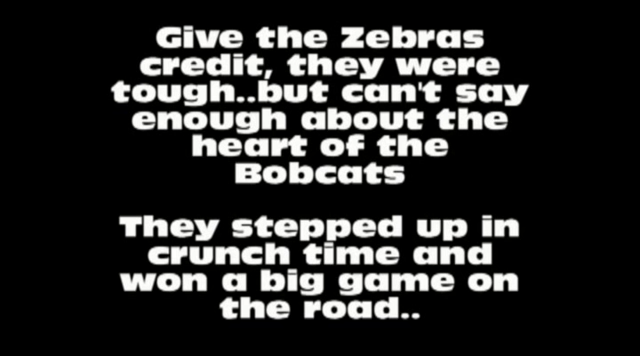 Give the Zebras
credit, they were
tough..but can't say
enough about the
heart of the
Bobcats
They stepped up in
crunch time and
won a big game on
the road..